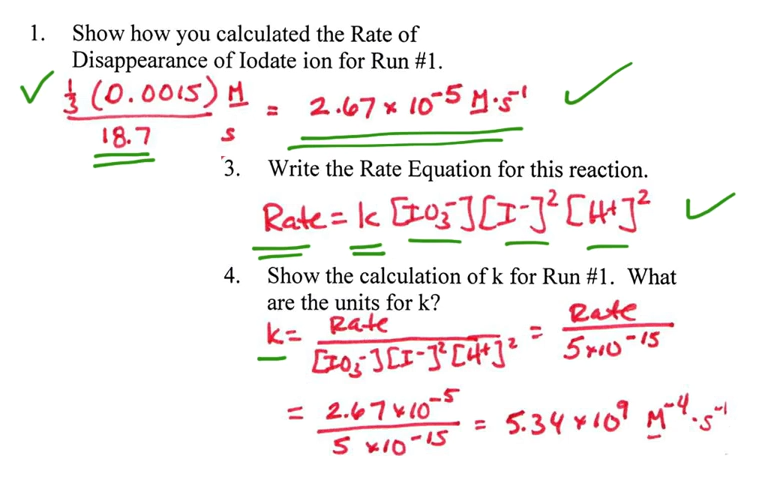 1. Show how you calculated the Rate of
Disappearance of Iodate ion for Run #1.
✓ 1/3 (0.0015) M / 18.7 s = 2.67 × 10⁻⁵ M·s⁻¹ ✓
3. Write the Rate Equation for this reaction.
Rate = k [IO₃⁻][I⁻]² [H⁺]² ✓
4. Show the calculation of k for Run #1. What
are the units for k?
k = Rate / [IO₃⁻][I⁻]²[H⁺]² = Rate / 5×10⁻¹⁵
= 2.67×10⁻⁵ / 5×10⁻¹⁵ = 5.34×10⁹ M⁻⁴·s⁻¹